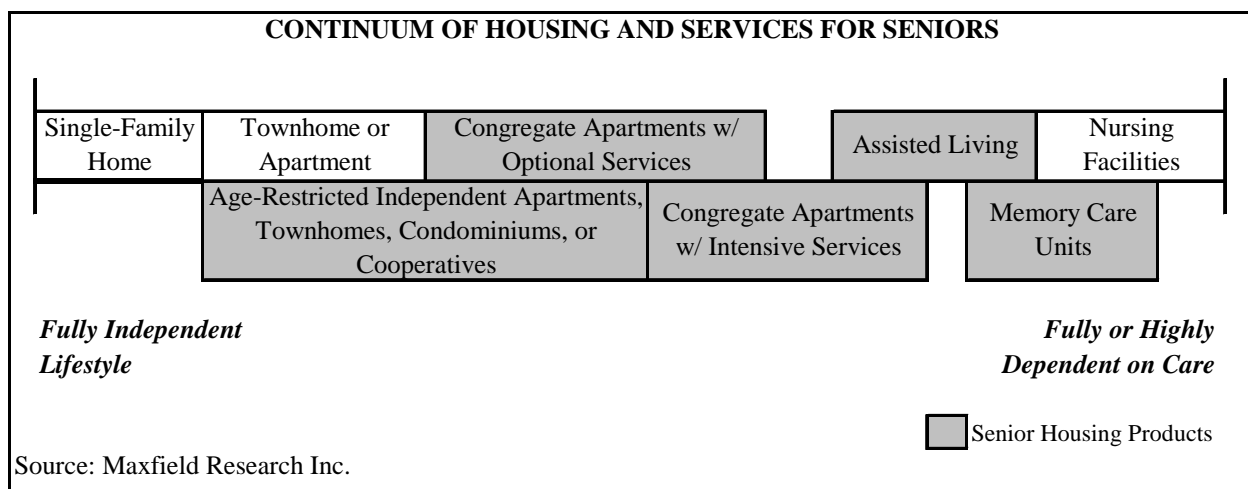 CONTINUUM OF HOUSING AND SERVICES FOR SENIORS
Single-Family
Home
Townhome or
Apartment
Congregate Apartments w/
Optional Services
Assisted Living
Nursing
Facilities
Age-Restricted Independent Apartments,
Townhomes, Condominiums, or
Cooperatives
Congregate Apartments
w/ Intensive Services
Memory Care
Units
Fully Independent
Lifestyle
Fully or Highly
Dependent on Care
Senior Housing Products
Source: Maxfield Research Inc.